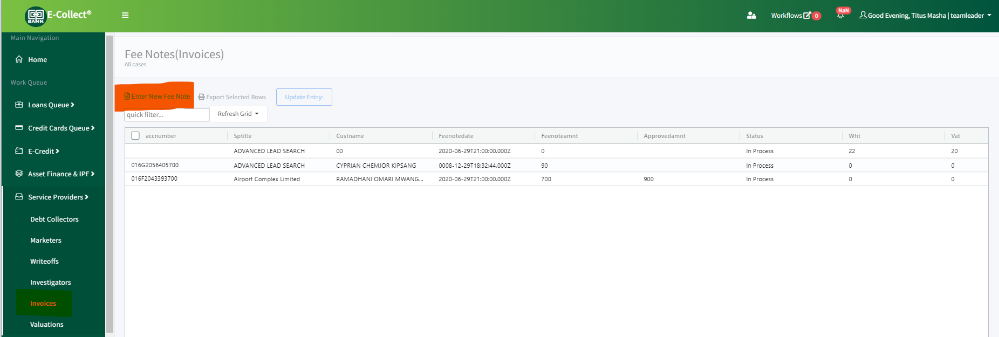 BANK E-Collect®
Workflows 0
NaN
Good Evening, Titus Masha | teamleader
Main Navigation
Home
Work Queue
Loans Queue
Credit Cards Queue
E-Credit
Asset Finance & IPF
Service Providers
Debt Collectors
Marketers
Writeoffs
Investigators
Invoices
Valuations
Fee Notes(Invoices)
All cases
Enter New Fee Note Export Selected Rows Update Entry:
quick filter... Refresh Grid
accnumber Sptitle Custname Feenotedate Feenoteamnt Approvedamnt Status Wht Vat
ADVANCED LEAD SEARCH 00 2020-06-29T21:00:00.000Z 0 In Process 22 20
016G2056405700 ADVANCED LEAD SEARCH CYPRIAN CHEMJOR KIPSANG 0008-12-29T18:32:44.000Z 90 In Process 0 0
016F2043393700 Airport Complex Limited RAMADHANI OMARI MWANG... 2020-06-29T21:00:00.000Z 700 900 In Process 0 0